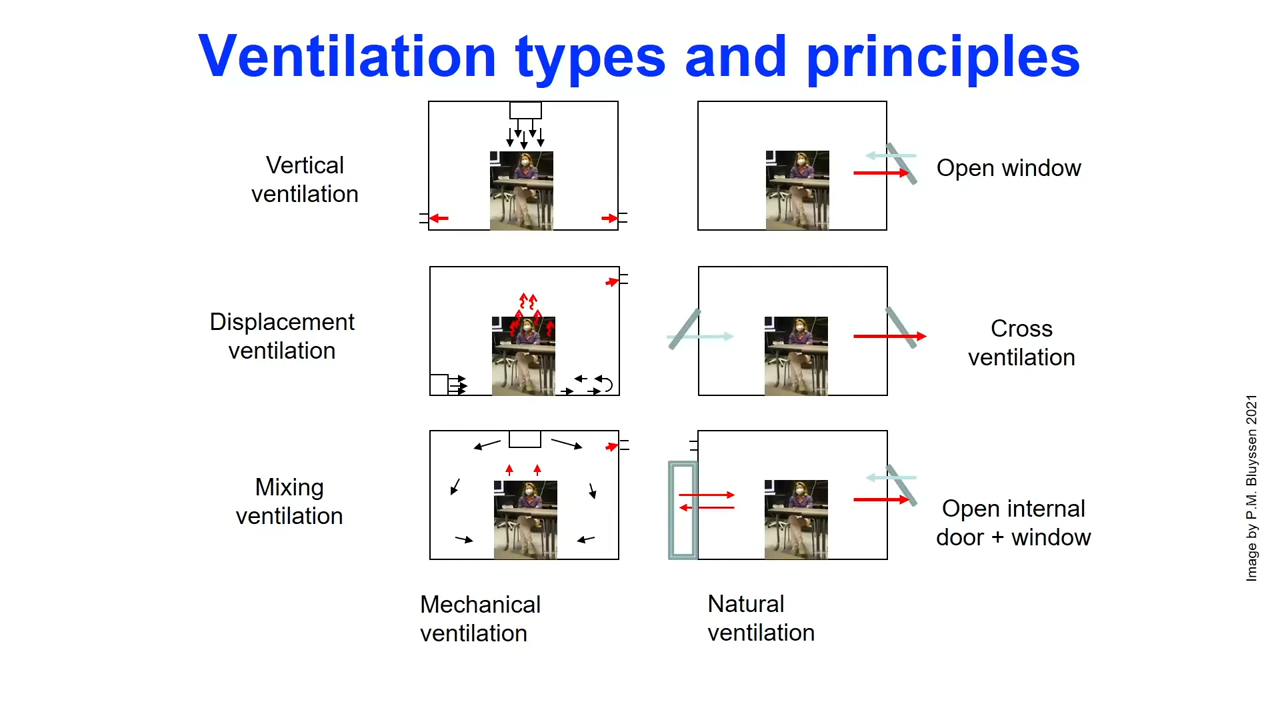 Ventilation types and principles
Vertical
ventilation
Open window
Displacement
ventilation
Cross
ventilation
Mixing
ventilation
Open internal
door + window
Mechanical
ventilation
Natural
ventilation
Image by P.M. Bluyssen 2021